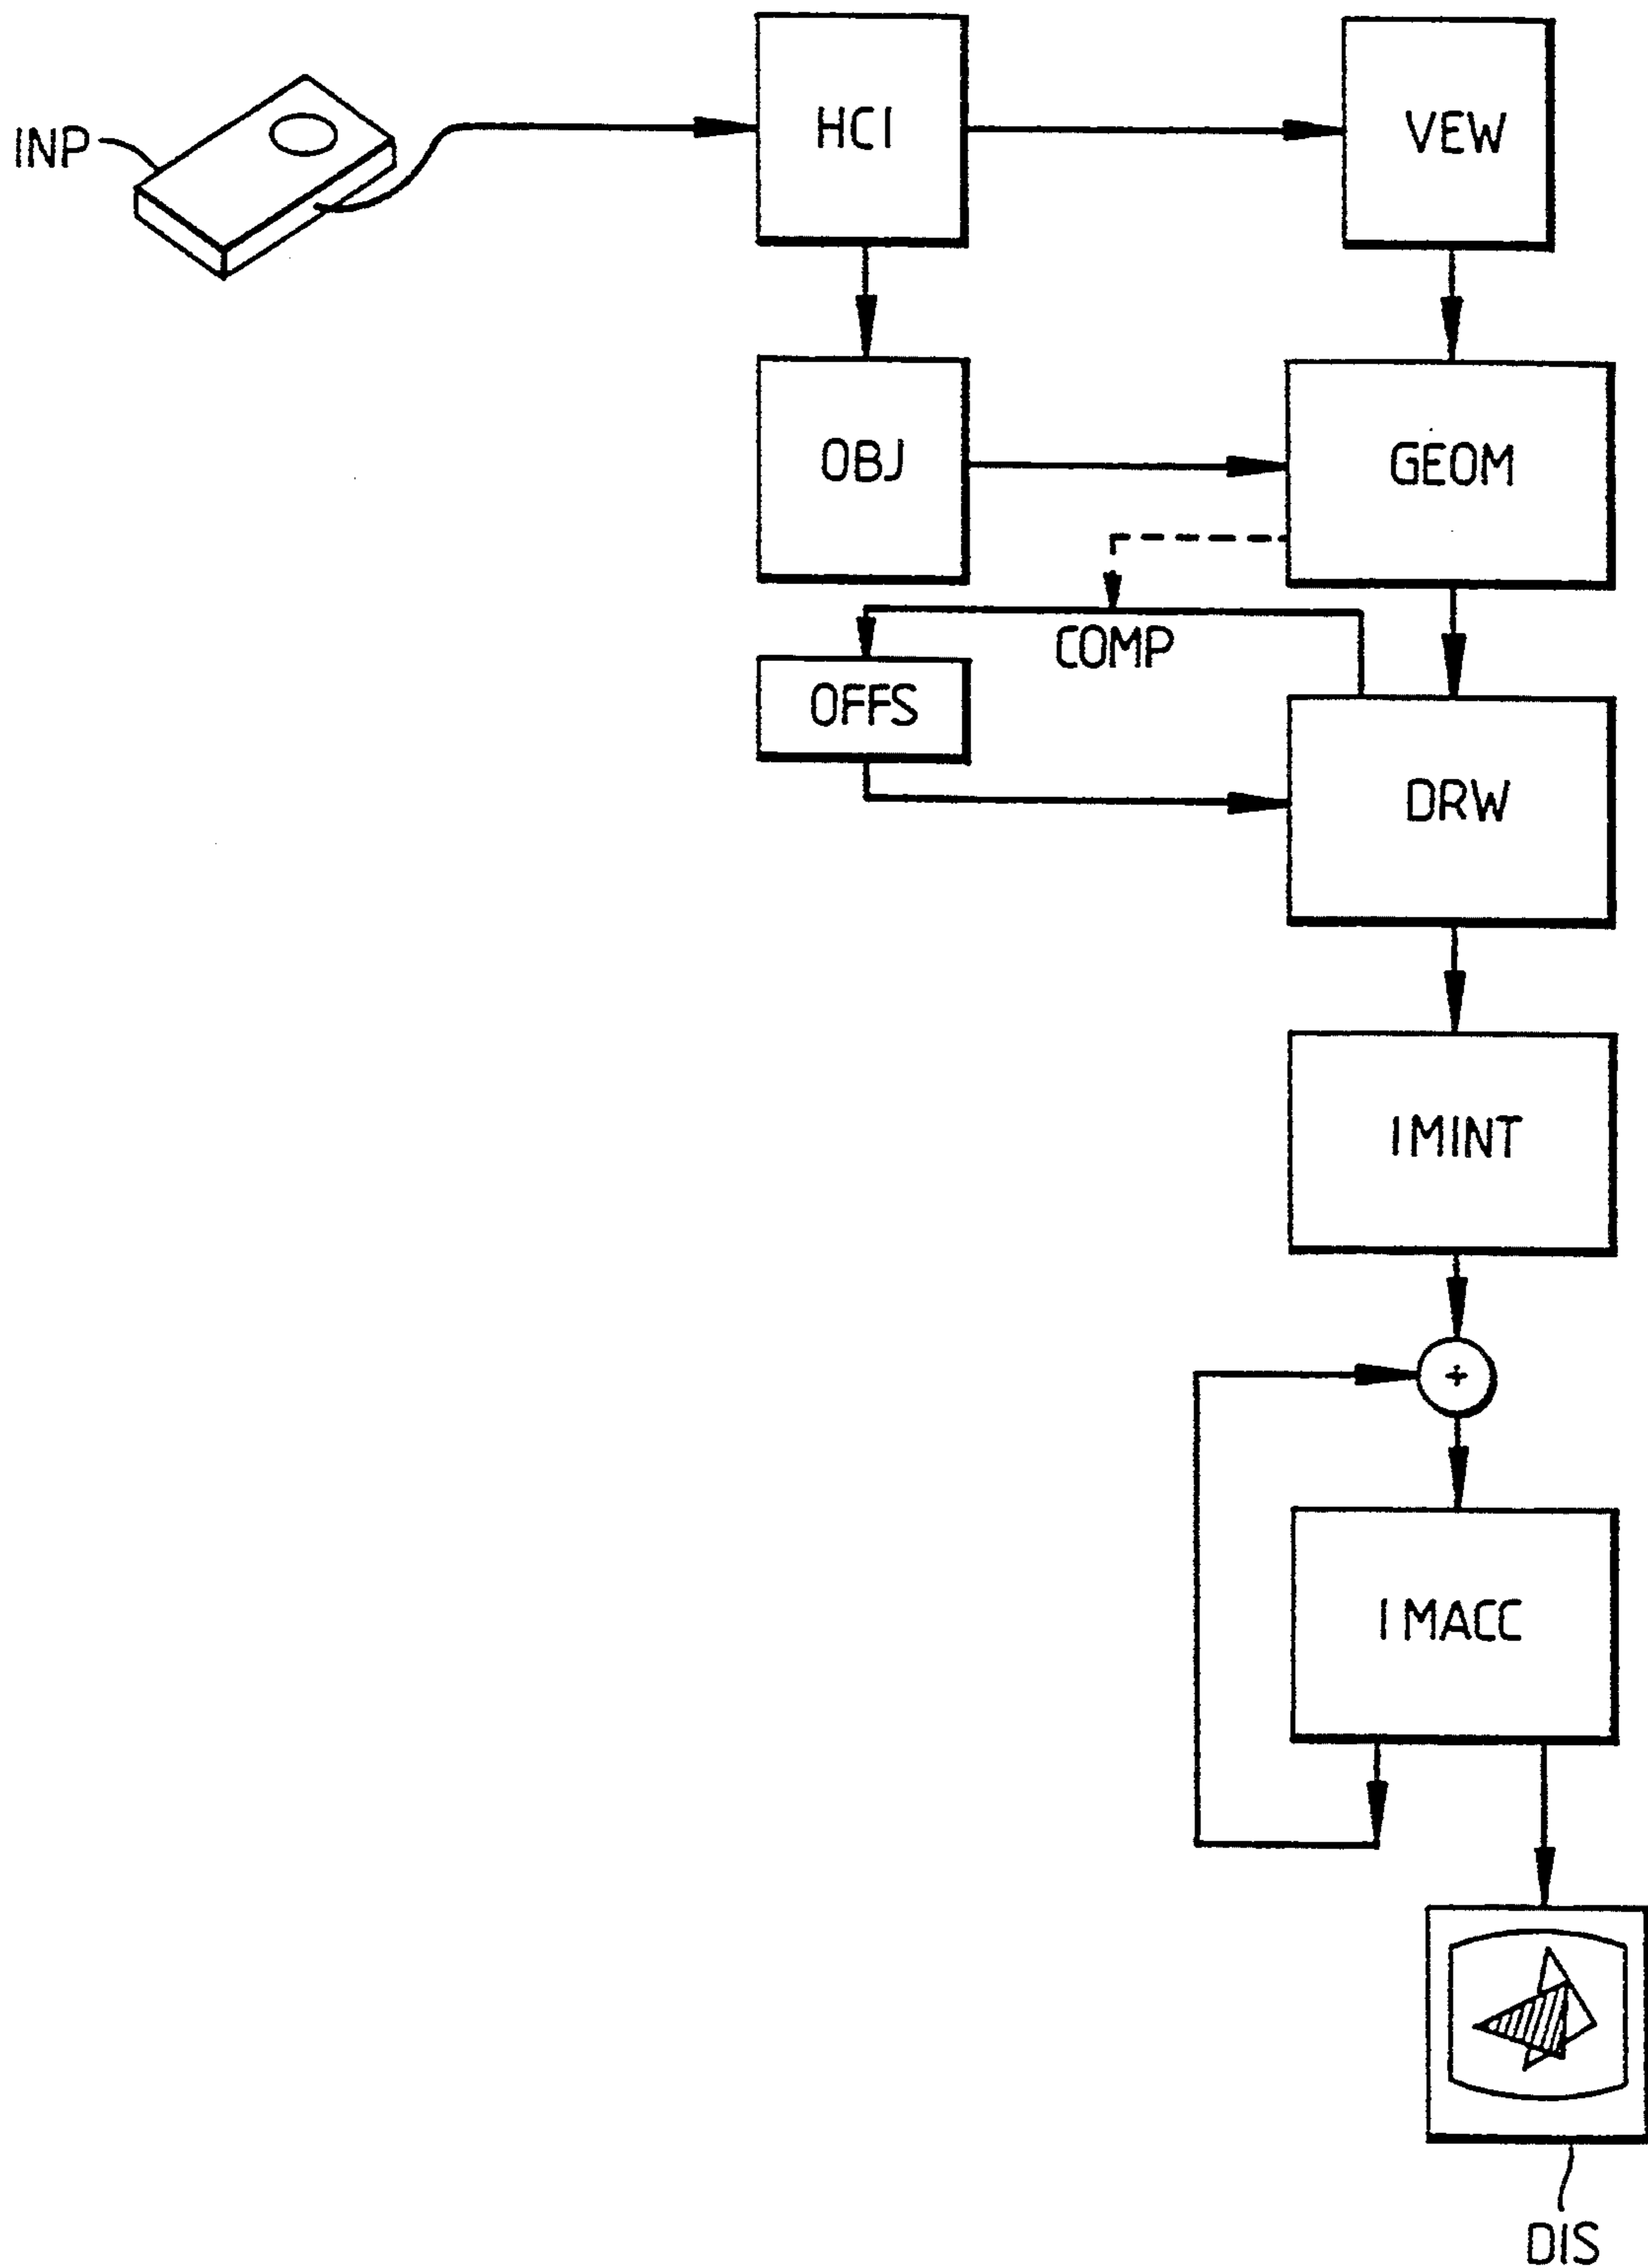 INP
HCI
VEW
OBJ
GEOM
COMP
OFFS
DRW
IMINT
+
IMACC
DIS